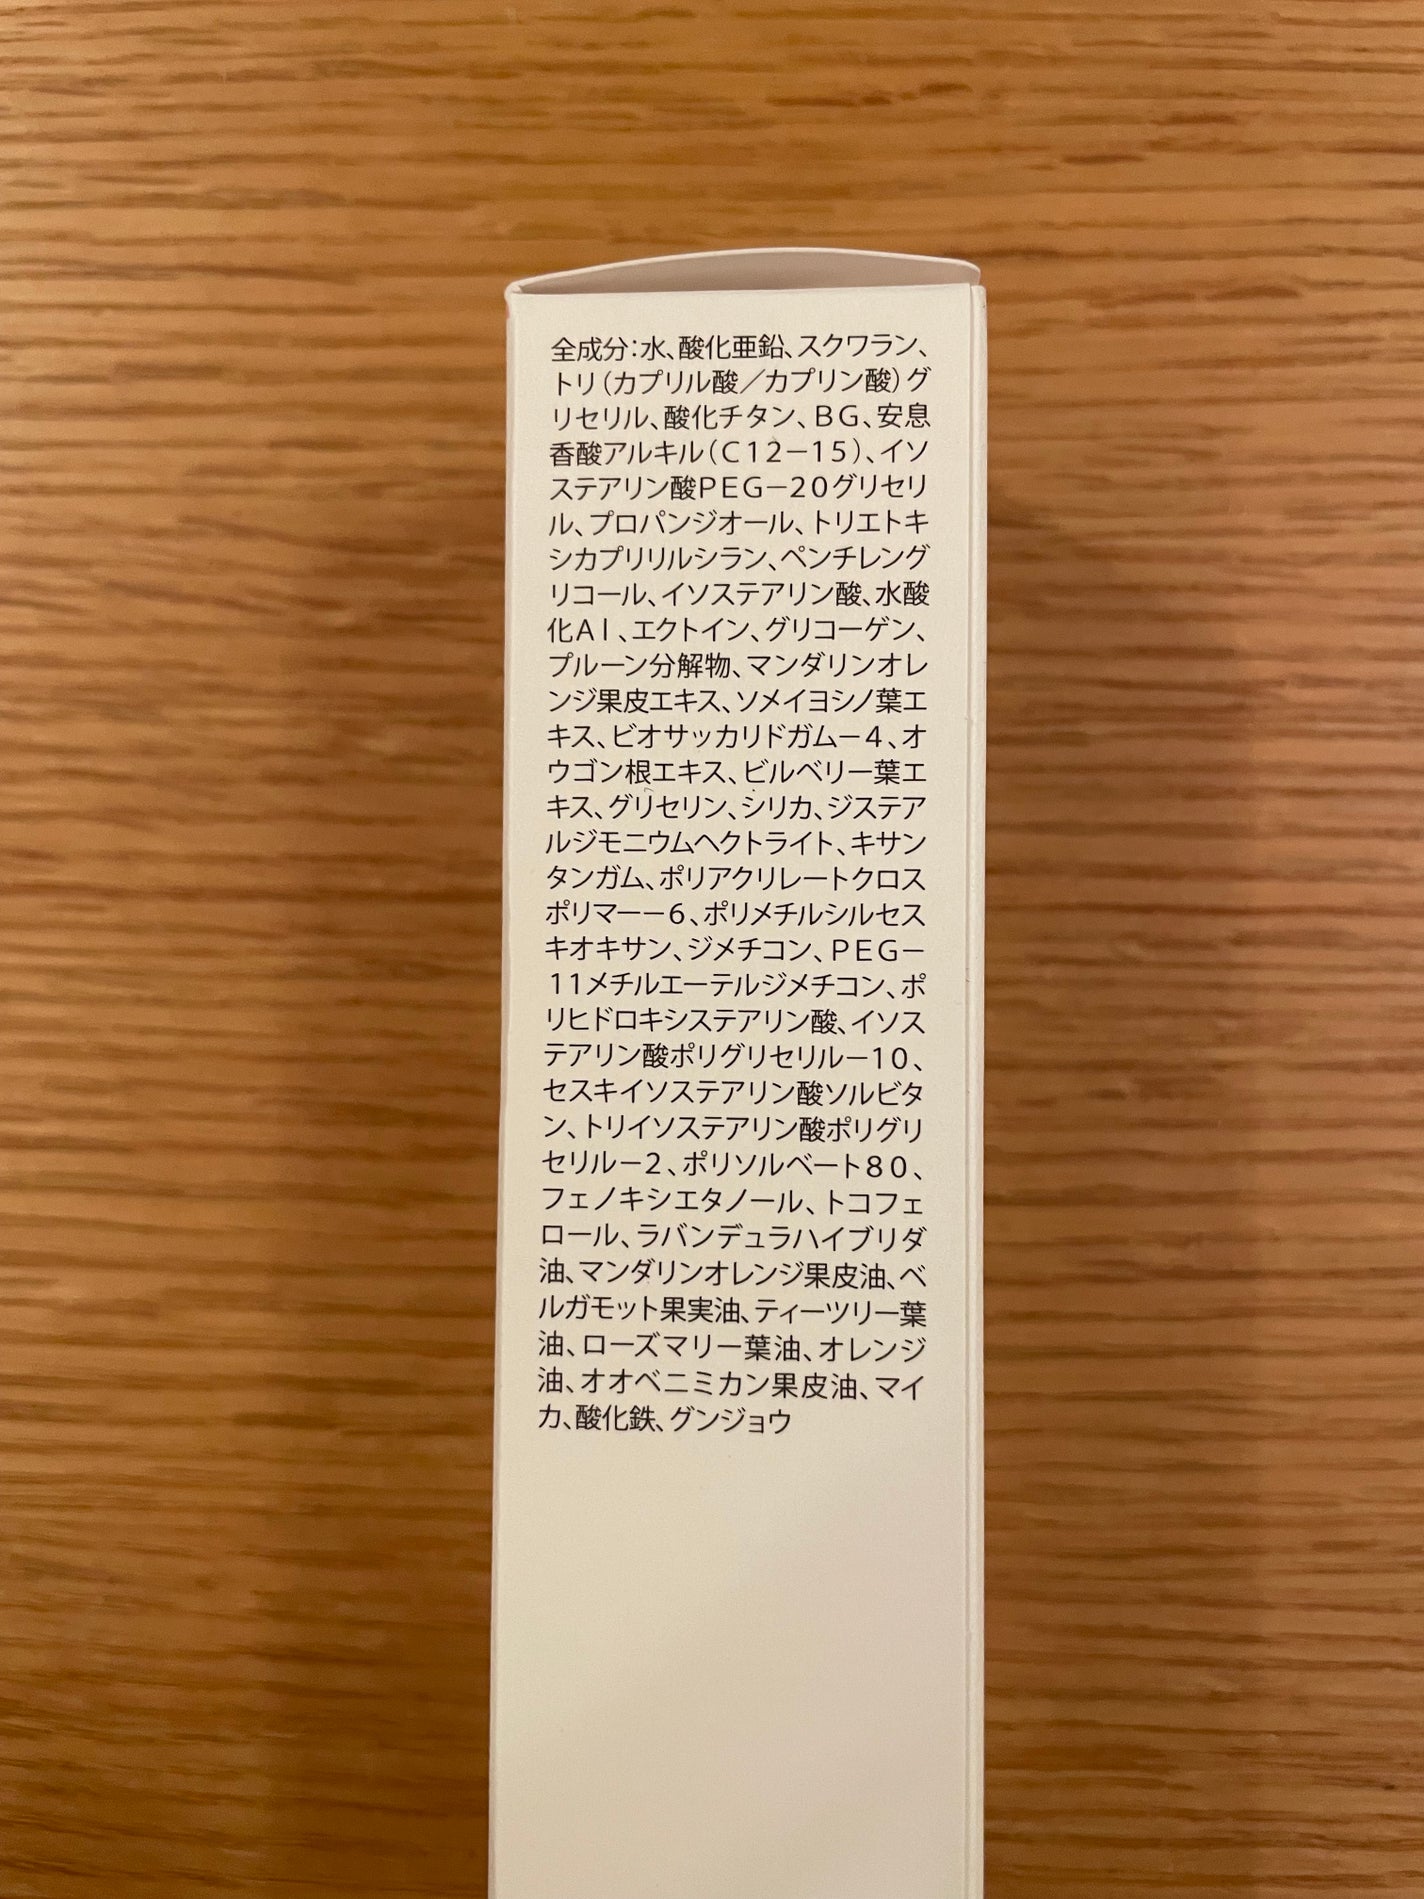 全成分：水、酸化亜鉛、スクワラン、
トリ（カプリル酸／カプリン酸）グ
リセリル、酸化チタン、BG、安息
香酸アルキル（C12－15）、イソ
ステアリン酸PEG－20グリセリ
ル、プロパンジオール、トリエトキ
シカプリリルシラン、ペンチレング
リコール、イソステアリン酸、水酸
化Al、エクトイン、グリコーゲン、
プルーン分解物、マンダリンオレ
ンジ果皮エキス、ソメイヨシノ葉エ
キス、ビオサッカリドガム－4、オ
ウゴン根エキス、ビルベリー葉エ
キス、グリセリン、シリカ、ジステア
ルジモニウムヘクトライト、キサン
タンガム、ポリアクリレートクロス
ポリマー－6、ポリメチルシルセス
キオキサン、ジメチコン、PEG－
11メチルエーテルジメチコン、ポ
リヒドロキシステアリン酸、イソス
テアリン酸ポリグリセリル－10、
セスキイソステアリン酸ソルビタ
ン、トリイソステアリン酸ポリグリ
セリル－2、ポリソルベート80、
フェノキシエタノール、トコフェ
ロール、ラバンデュラハイブリダ
油、マンダリンオレンジ果皮油、ベ
ルガモット果実油、ティーツリー葉
油、ローズマリー葉油、オレンジ
油、オオベニミカン果皮油、マイ
カ、酸化鉄、グンジョウ